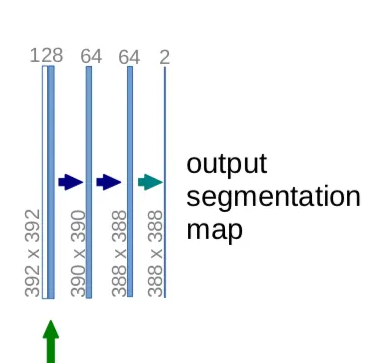 128 64 64 2
output
segmentation
map
392 x 392
390 x 390
388 x 388
388 x 388